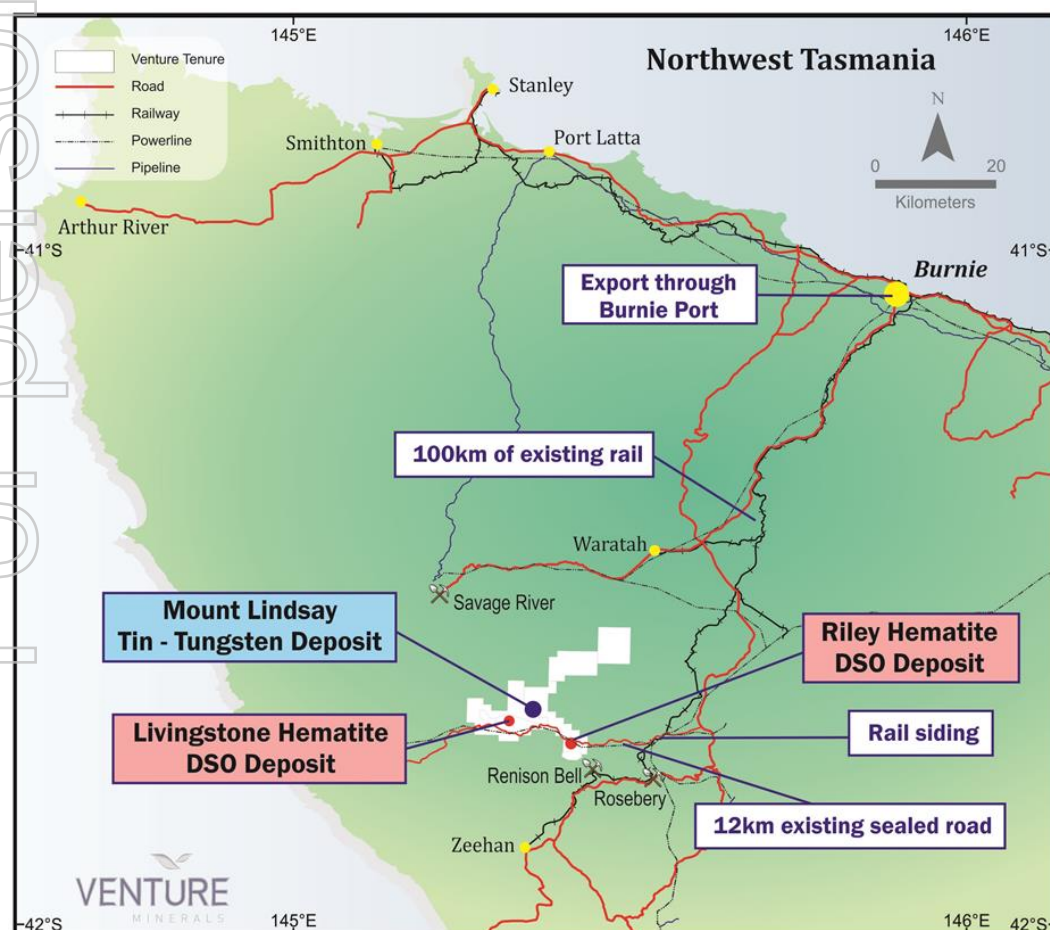 145°E
146°E
Northwest Tasmania
Venture Tenure
Road
Railway
Powerline
Pipeline
N
0 20
Kilometers
Stanley
Smithton
Port Latta
Arthur River
41°S
41°S
Burnie
Export through
Burnie Port
100km of existing rail
Waratah
Savage River
Mount Lindsay
Tin - Tungsten Deposit
Riley Hematite
DSO Deposit
Livingstone Hematite
DSO Deposit
Rail siding
Renison Bell
Rosebery
12km existing sealed road
Zeehan
VENTURE
MINERALS
42°S
145°E
146°E
42°S